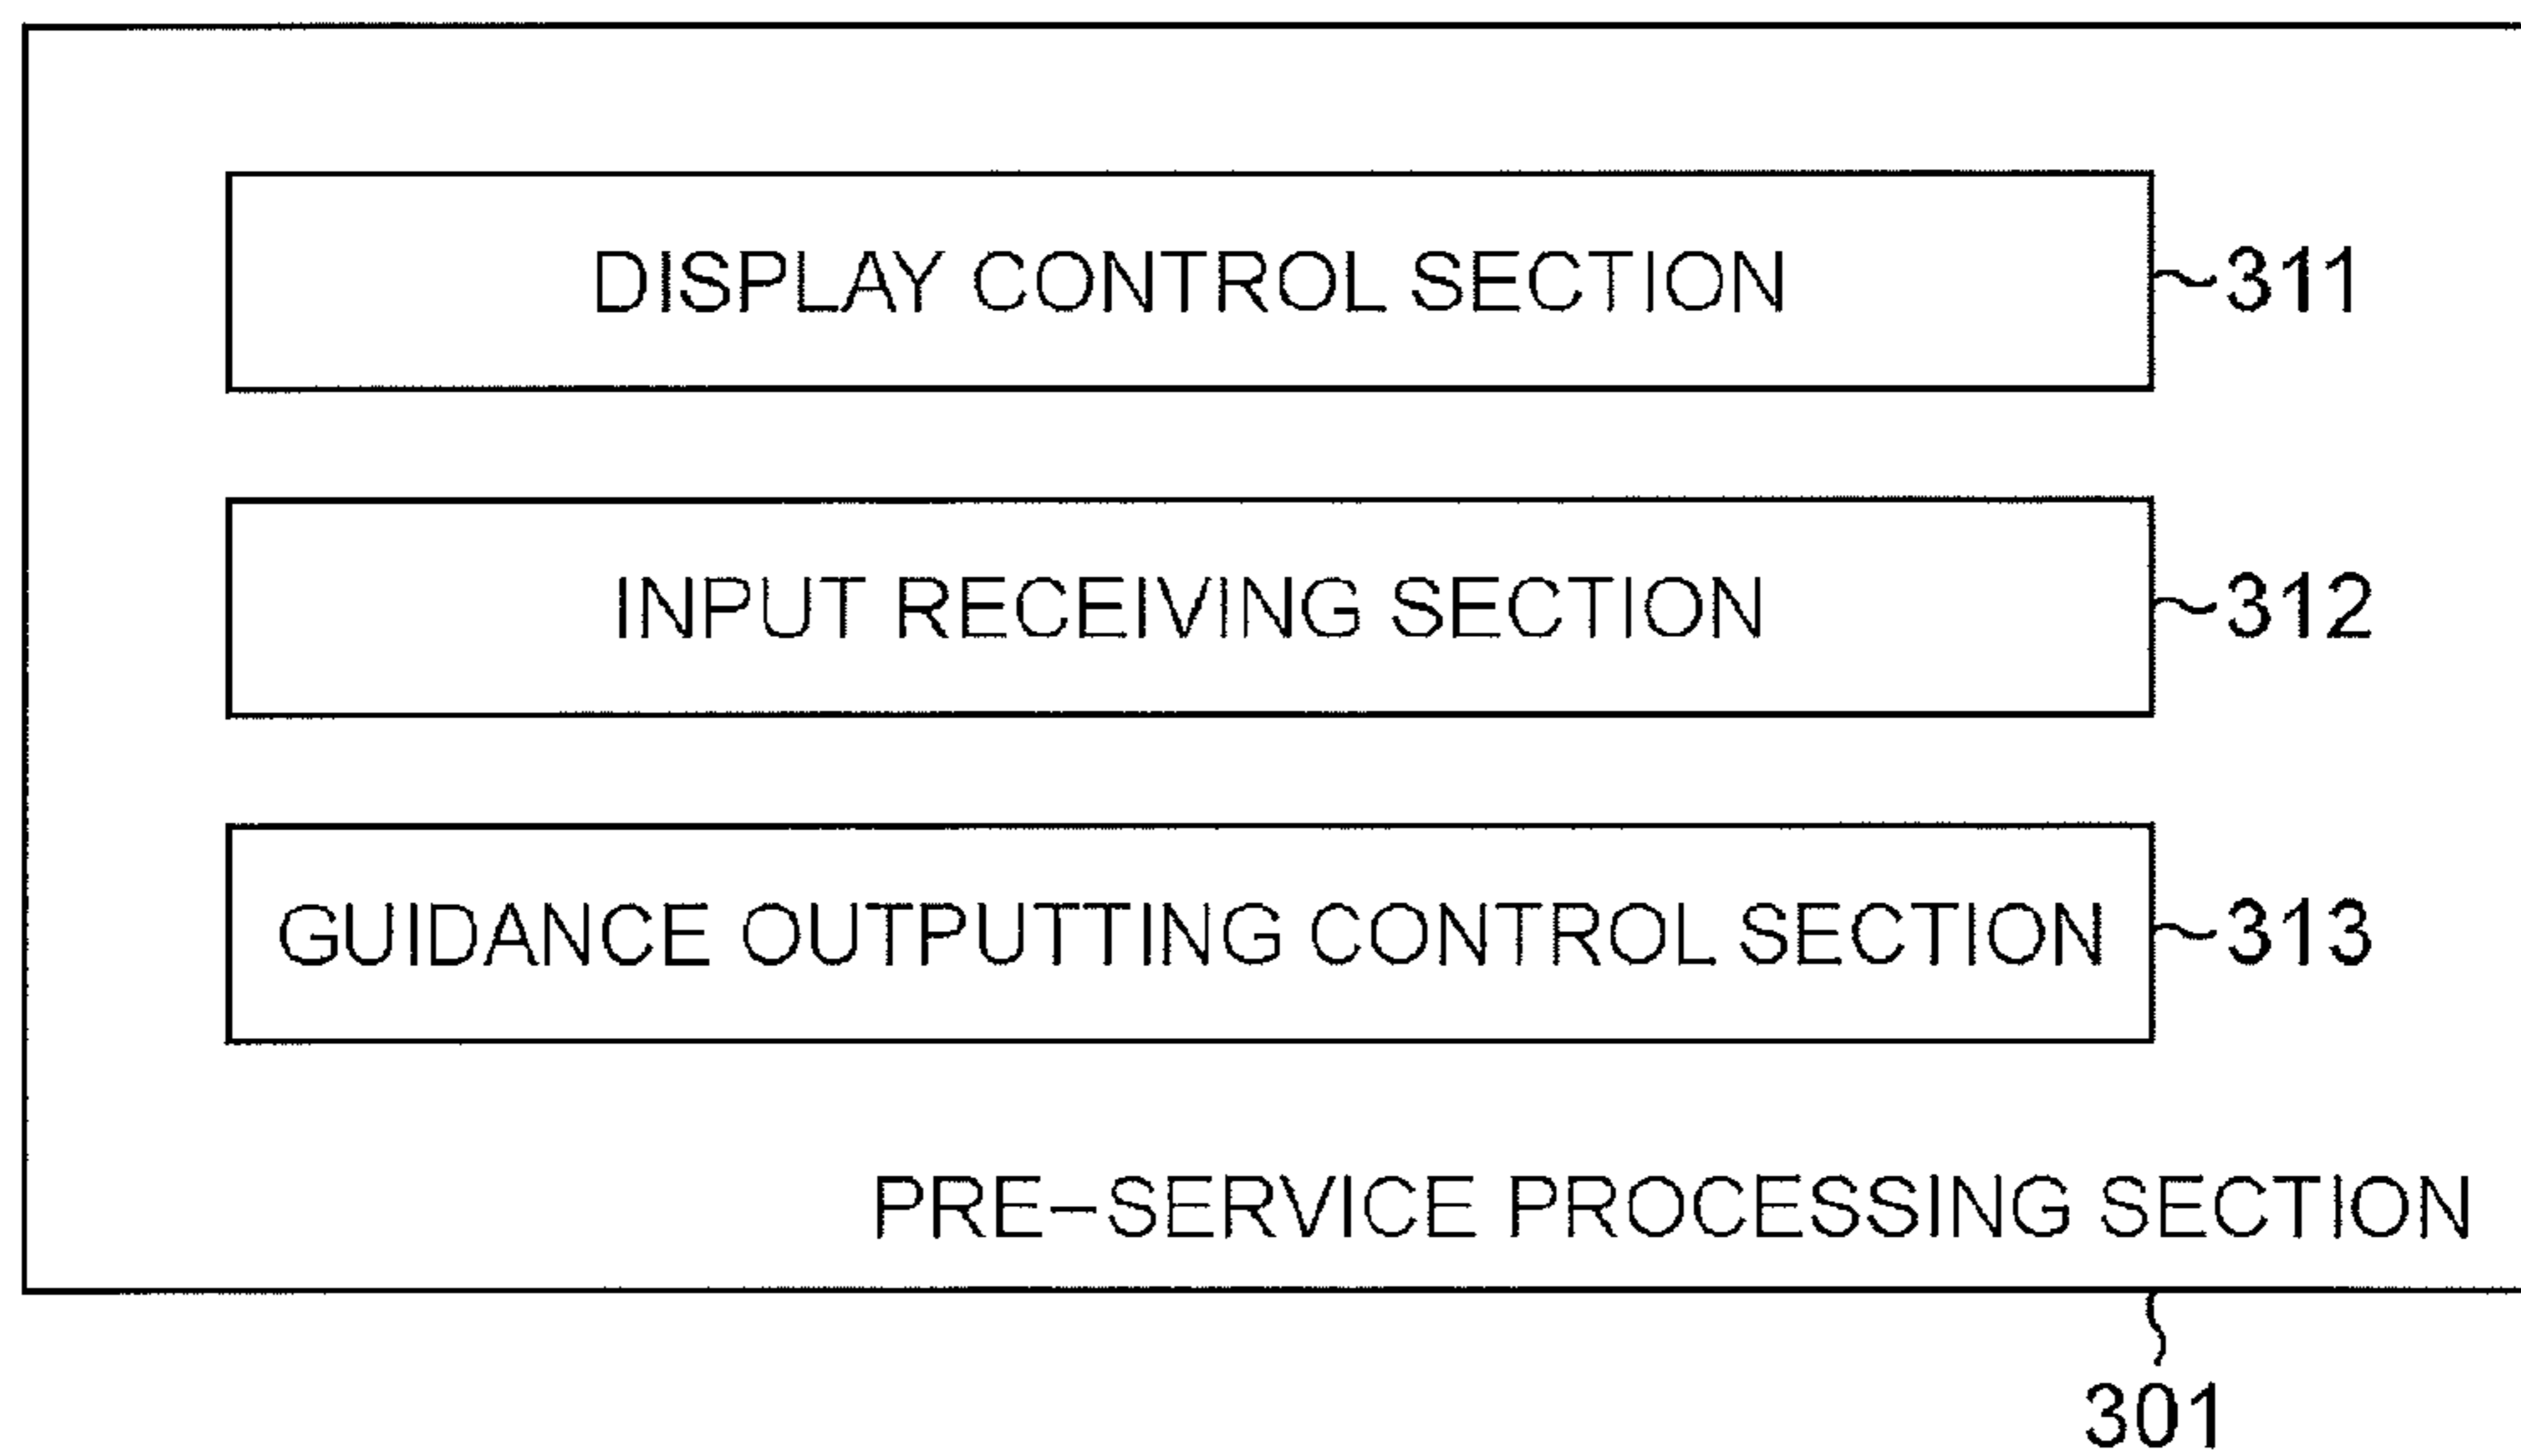 DISPLAY CONTROL SECTION 311
INPUT RECEIVING SECTION 312
GUIDANCE OUTPUTTING CONTROL SECTION 313
PRE-SERVICE PROCESSING SECTION
301